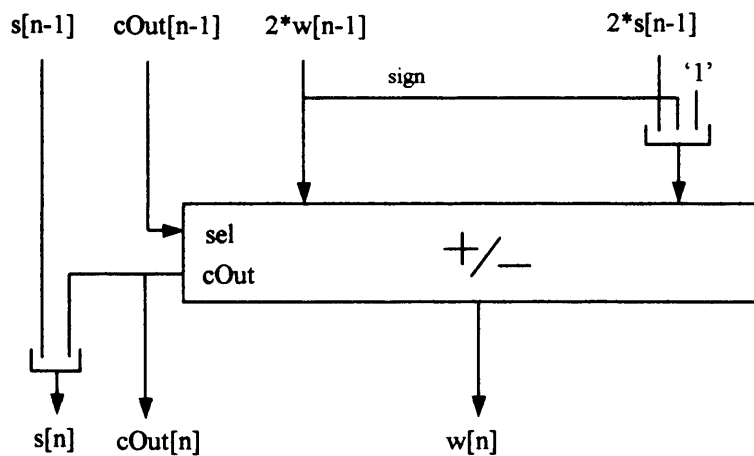 s[n-1] cOut[n-1] 2*w[n-1] 2*s[n-1]
sign '1'
sel
+/−
cOut
s[n] cOut[n] w[n]